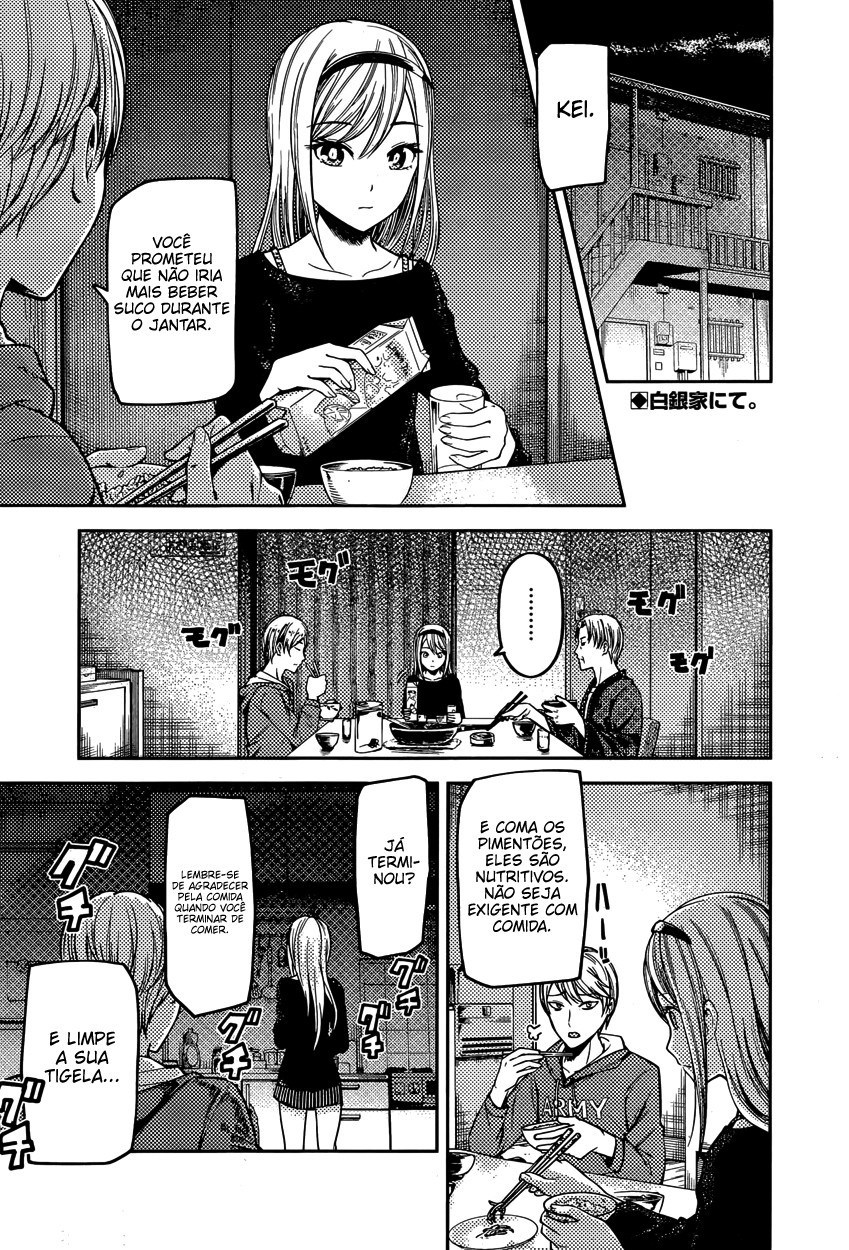 KEI.
◆白銀家にて。
VOCÊ
PROMETEU
QUE NÃO IRIA
MAIS BEBER
SUCO DURANTE
O JANTAR.
モグ
モグ
.........
モグ
モグ
E COMA OS
PIMENTÕES,
ELES SÃO
NUTRITIVOS.
NÃO SEJA
EXIGENTE COM
COMIDA.
ARMY
JÁ
TERMI-
NOU?
LEMBRE-SE
DE AGRADECER
PELA COMIDA
QUANDO VOCÊ
TERMINAR DE
COMER.
E LIMPE
A SUA
TIGELA...
グチ
グチ
グチ
グチ
グチ